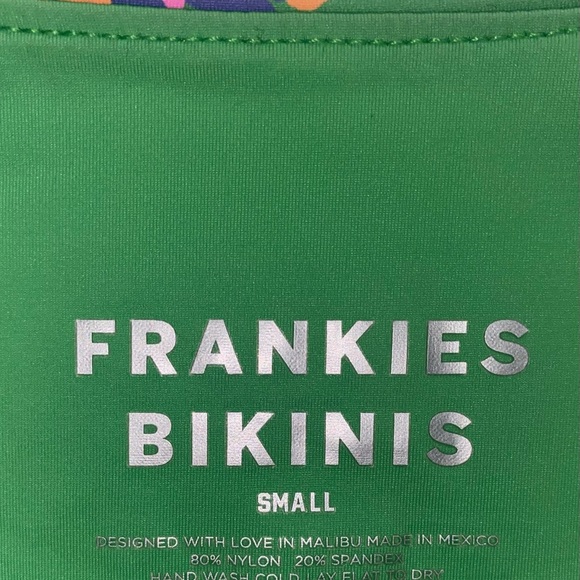 FRANKIES
BIKINIS
SMALL
DESIGNED WITH LOVE IN MALIBU MADE IN MEXICO
80% NYLON 20% SPANDEX
HAND WASH COLD LAY FLAT TO DRY